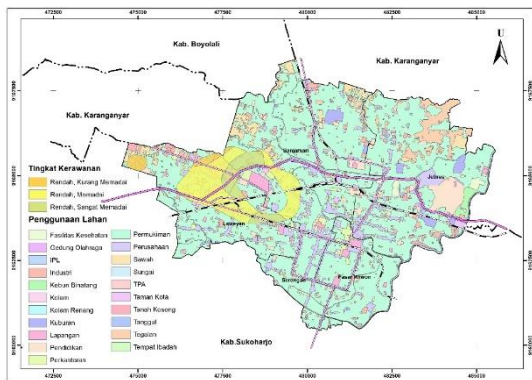 472500 475000 477500 480000 482500 485000
Kab. Boyolali
Kab. Karanganyar
N
Kab. Karanganyar
Banjarsari
Jebres
Laweyan
Serengan
Pasar Kliwon
Kab.Sukoharjo
Tingkat Kerawanan
Rendah, Kurang Memadai
Rendah, Memadai
Rendah, Sangat Memadai
Penggunaan Lahan
Fasilitas Kesehatan
Gedung Olahraga
IPL
Industri
Kebun Binatang
Kolam
Kolam Renang
Kuburan
Lapangan
Pendidikan
Perkantoran
Permukiman
Perusahaan
Sawah
Sungai
TPA
Taman Kota
Tanah Kosong
Tanggul
Tegalan
Tempat Ibadah
472500 475000 477500 480000 482500 485000